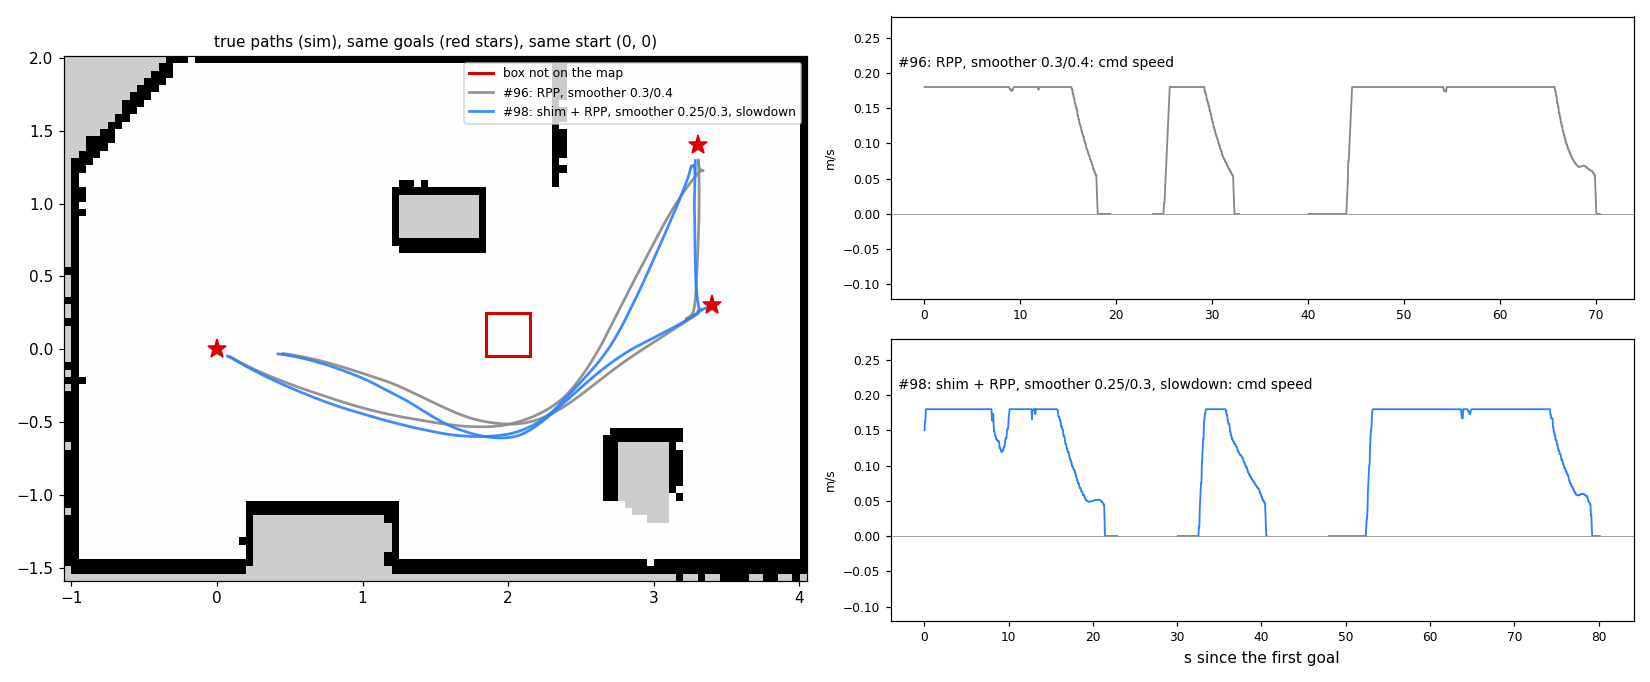 true paths (sim), same goals (red stars), same start (0, 0)
box not on the map
#96: RPP, smoother 0.3/0.4
#98: shim + RPP, smoother 0.25/0.3, slowdown
2.0
1.5
1.0
0.5
0.0
−0.5
−1.0
−1.5
−1 0 1 2 3 4
#96: RPP, smoother 0.3/0.4: cmd speed
m/s
0.25
0.20
0.15
0.10
0.05
0.00
−0.05
−0.10
0 10 20 30 40 50 60 70
#98: shim + RPP, smoother 0.25/0.3, slowdown: cmd speed
m/s
0.25
0.20
0.15
0.10
0.05
0.00
−0.05
−0.10
0 10 20 30 40 50 60 70 80
s since the first goal